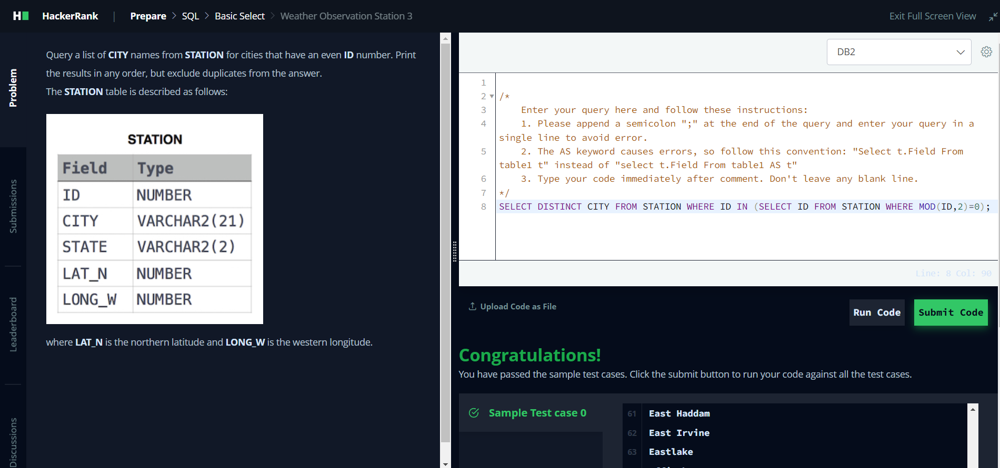 H HackerRank | Prepare > SQL > Basic Select > Weather Observation Station 3
Exit Full Screen View
Problem
Submissions
Leaderboard
Discussions
Query a list of CITY names from STATION for cities that have an even ID number. Print
the results in any order, but exclude duplicates from the answer.
The STATION table is described as follows:
STATION
Field Type
ID NUMBER
CITY VARCHAR2(21)
STATE VARCHAR2(2)
LAT_N NUMBER
LONG_W NUMBER
where LAT_N is the northern latitude and LONG_W is the western longitude.
DB2
1
2 /*
3 Enter your query here and follow these instructions:
4 1. Please append a semicolon ";" at the end of the query and enter your query in a
single line to avoid error.
5 2. The AS keyword causes errors, so follow this convention: "Select t.Field From
table1 t" instead of "select t.Field From table1 AS t"
6 3. Type your code immediately after comment. Don't leave any blank line.
7 */
8 SELECT DISTINCT CITY FROM STATION WHERE ID IN (SELECT ID FROM STATION WHERE MOD(ID,2)=0);
Line: 8 Col: 90
Upload Code as File
Run Code
Submit Code
Congratulations!
You have passed the sample test cases. Click the submit button to run your code against all the test cases.
Sample Test case 0
61 East Haddam
62 East Irvine
63 Eastlake